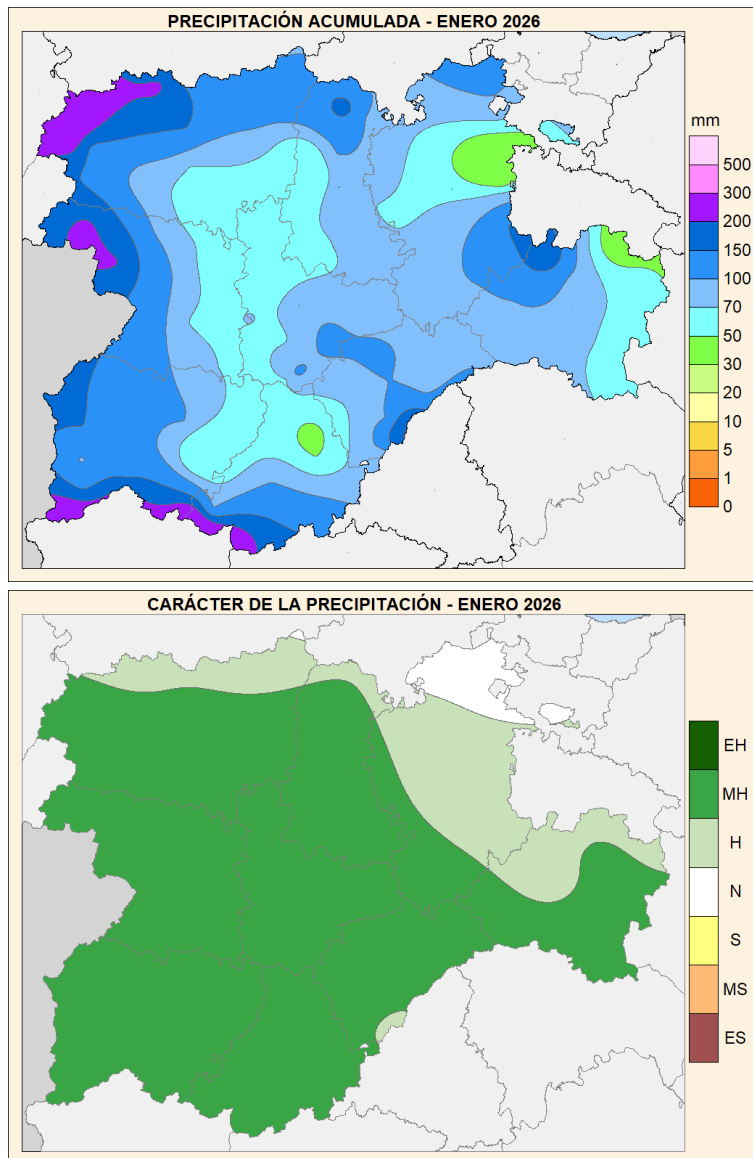 PRECIPITACIÓN ACUMULADA - ENERO 2026
mm
500
300
200
150
100
70
50
30
20
10
5
1
0
CARÁCTER DE LA PRECIPITACIÓN - ENERO 2026
EH
MH
H
N
S
MS
ES